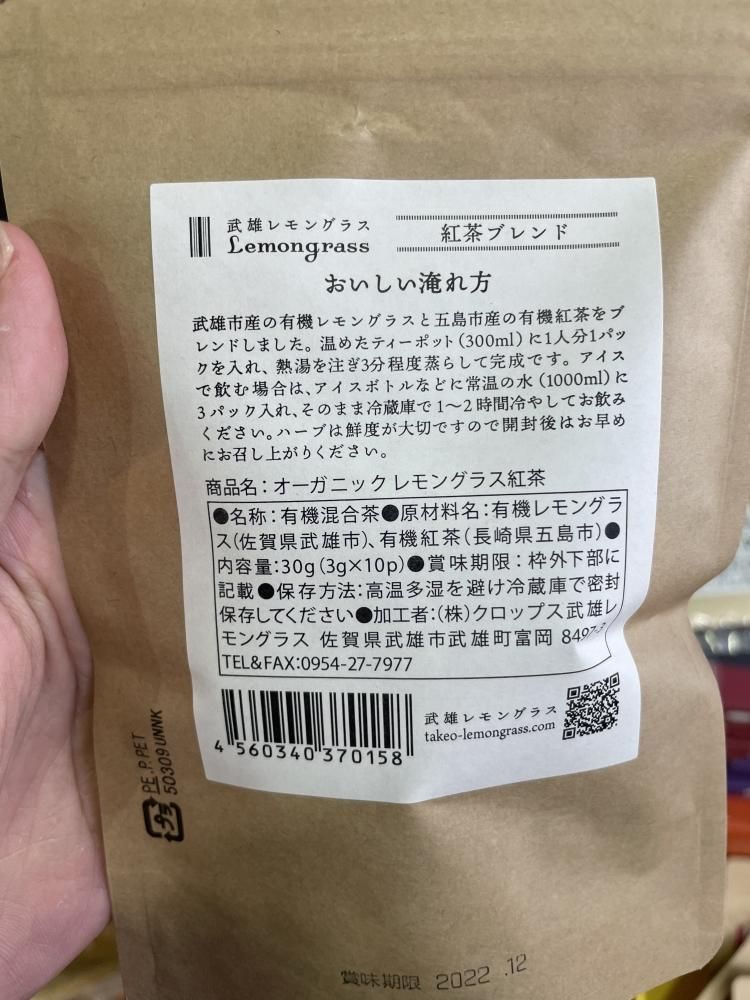 武雄レモングラス
Lemongrass
紅茶ブレンド
おいしい淹れ方
武雄市産の有機レモングラスと五島市産の有機紅茶をブ
レンドしました。温めたティーポット(300ml)に1人分1パッ
クを入れ、熱湯を注ぎ3分程度蒸らして完成です。アイス
で飲む場合は、アイスボトルなどに常温の水(1000ml)に
3パック入れ、そのまま冷蔵庫で1〜2時間冷やしてお飲み
ください。ハーブは鮮度が大切ですので開封後はお早め
にお召し上がりください。
商品名：オーガニックレモングラス紅茶
●名称：有機混合茶●原材料名：有機レモングラ
ス(佐賀県武雄市)、有機紅茶(長崎県五島市)●
内容量：30g(3g×10p)●賞味期限：枠外下部に
記載●保存方法：高温多湿を避け冷蔵庫で密封
保存してください●加工者：(株)クロップス武雄レ
モングラス 佐賀県武雄市武雄町富岡
TEL&FAX：0954-27-7977
4 560340 370158
武雄レモングラス
takeo-lemongrass.com
PE,P,PET
50309UNNK
プラ
賞味期限 2022.12